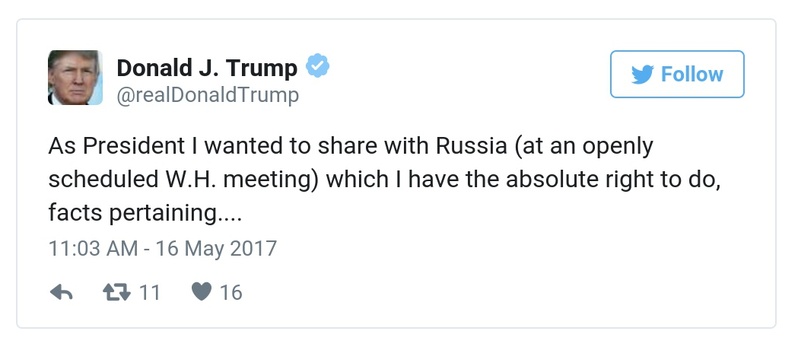 Donald J. Trump
@realDonaldTrump
Follow
As President I wanted to share with Russia (at an openly
scheduled W.H. meeting) which I have the absolute right to do,
facts pertaining....
11:03 AM - 16 May 2017
11 16